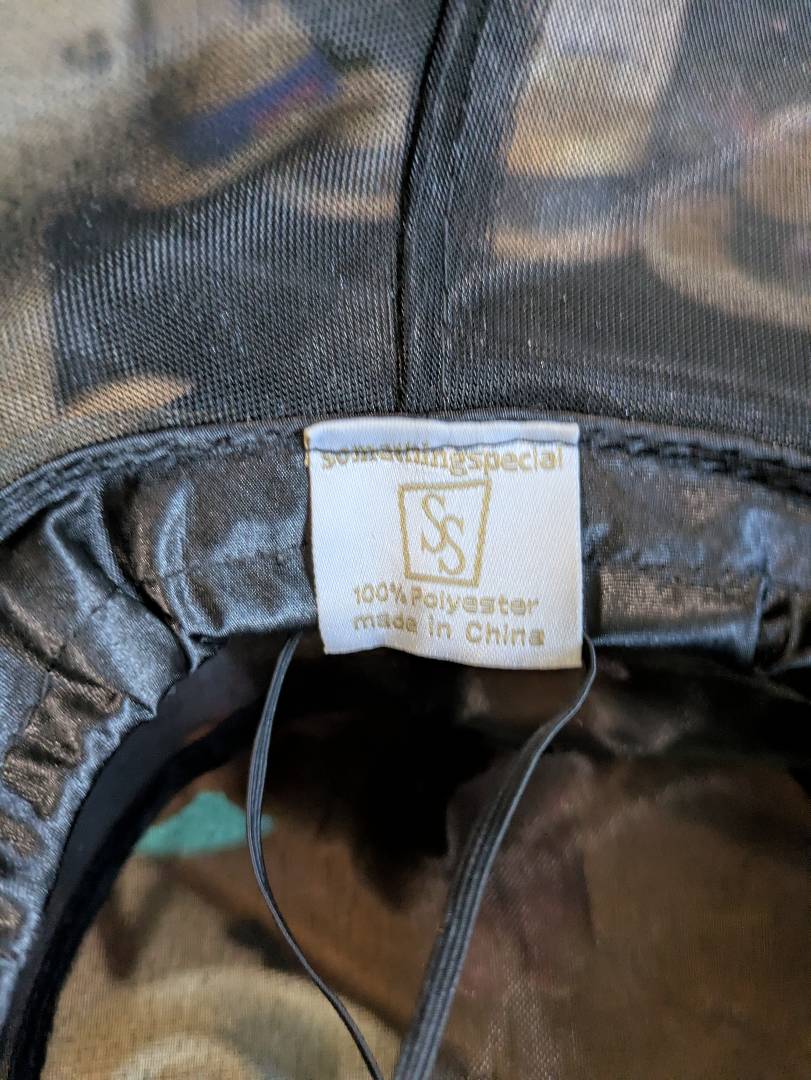 somethingspecial
SS
100% Polyester
made in China